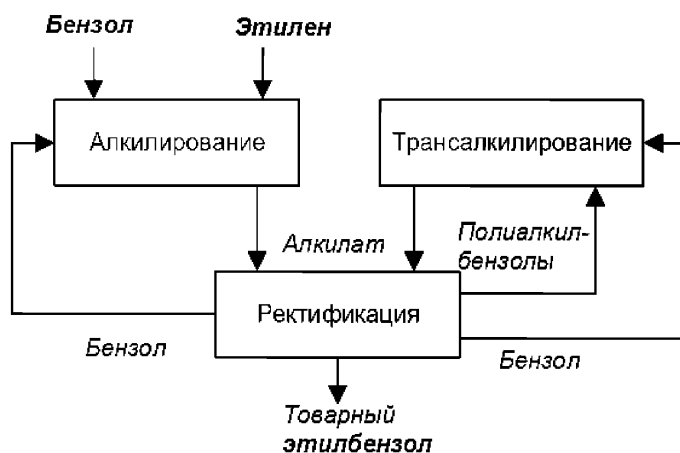 Бензол
Этилен
Алкилирование
Трансалкилирование
Алкилат
Полиалкил-
бензолы
Ректификация
Бензол
Бензол
Товарный
этилбензол